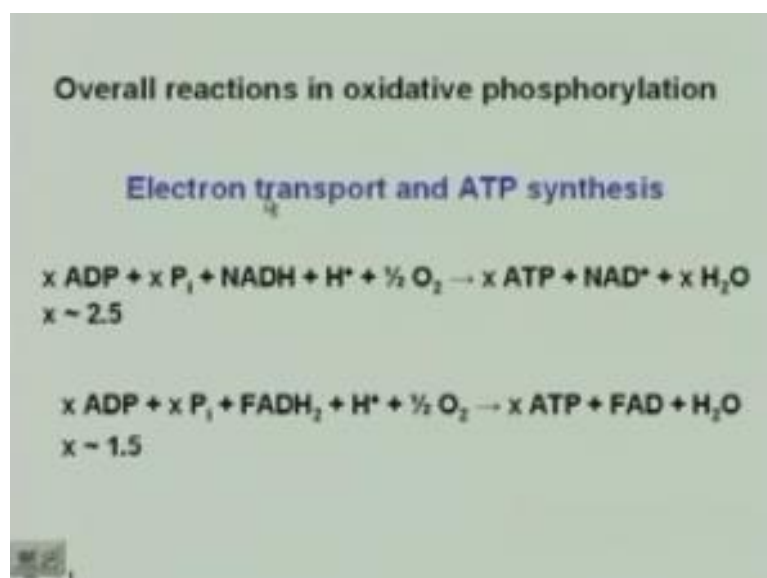 Overall reactions in oxidative phosphorylation
Electron transport and ATP synthesis
x ADP + x Pᵢ + NADH + H⁺ + ½ O₂ → x ATP + NAD⁺ + x H₂O
x ~ 2.5
x ADP + x Pᵢ + FADH₂ + H⁺ + ½ O₂ → x ATP + FAD + H₂O
x ~ 1.5